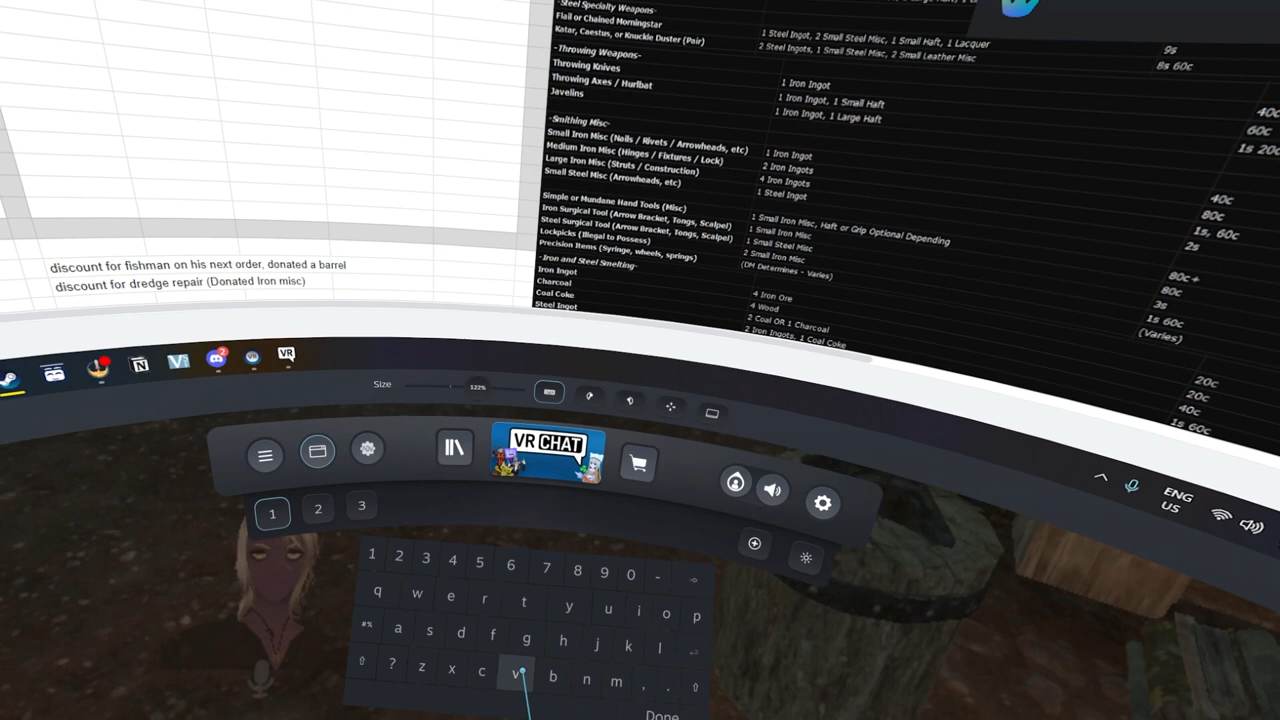 -Steel Specialty Weapons-
Flail or Chained Morningstar 1 Steel Ingot, 2 Small Steel Misc, 1 Small Haft, 1 Lacquer 9s
Katar, Caestus, or Knuckle Duster (Pair) 2 Steel Ingots, 1 Small Steel Misc, 2 Small Leather Misc 8s 60c
-Throwing Weapons-
Throwing Knives 1 Iron Ingot 40c
Throwing Axes / Hurlbat 1 Iron Ingot, 1 Small Haft 60c
Javelins 1 Iron Ingot, 1 Large Haft 1s 20c
-Smithing Misc-
Small Iron Misc (Nails / Rivets / Arrowheads, etc) 1 Iron Ingot 40c
Medium Iron Misc (Hinges / Fixtures / Lock) 2 Iron Ingots 80c
Large Iron Misc (Struts / Construction) 4 Iron Ingots 1s, 60c
Small Steel Misc (Arrowheads, etc) 1 Steel Ingot 2s
Simple or Mundane Hand Tools (Misc) 1 Small Iron Misc, Haft or Grip Optional Depending 80c+
Iron Surgical Tool (Arrow Bracket, Tongs, Scalpel) 1 Small Iron Misc 80c
Steel Surgical Tool (Arrow Bracket, Tongs, Scalpel) 1 Small Steel Misc 3s
Lockpicks (Illegal to Possess) 2 Small Iron Misc 1s 60c
Precision Items (Syringe, wheels, springs) (DM Determines - Varies) (Varies)
-Iron and Steel Smelting-
Iron Ingot 4 Iron Ore 20c
Charcoal 4 Wood 20c
Coal Coke 2 Coal OR 1 Charcoal 40c
Steel Ingot 2 Iron Ingots, 1 Coal Coke 1s 60c
discount for fishman on his next order, donated a barrel
discount for dredge repair (Donated Iron misc)
2
VR
Size 122%
VRCHAT
ENG
US
1 2 3
1 2 3 4 5 6 7 8 9 0 -
q w e r t y u i o p
#% a s d f g h j k l
? z x c v b n m , .
Done